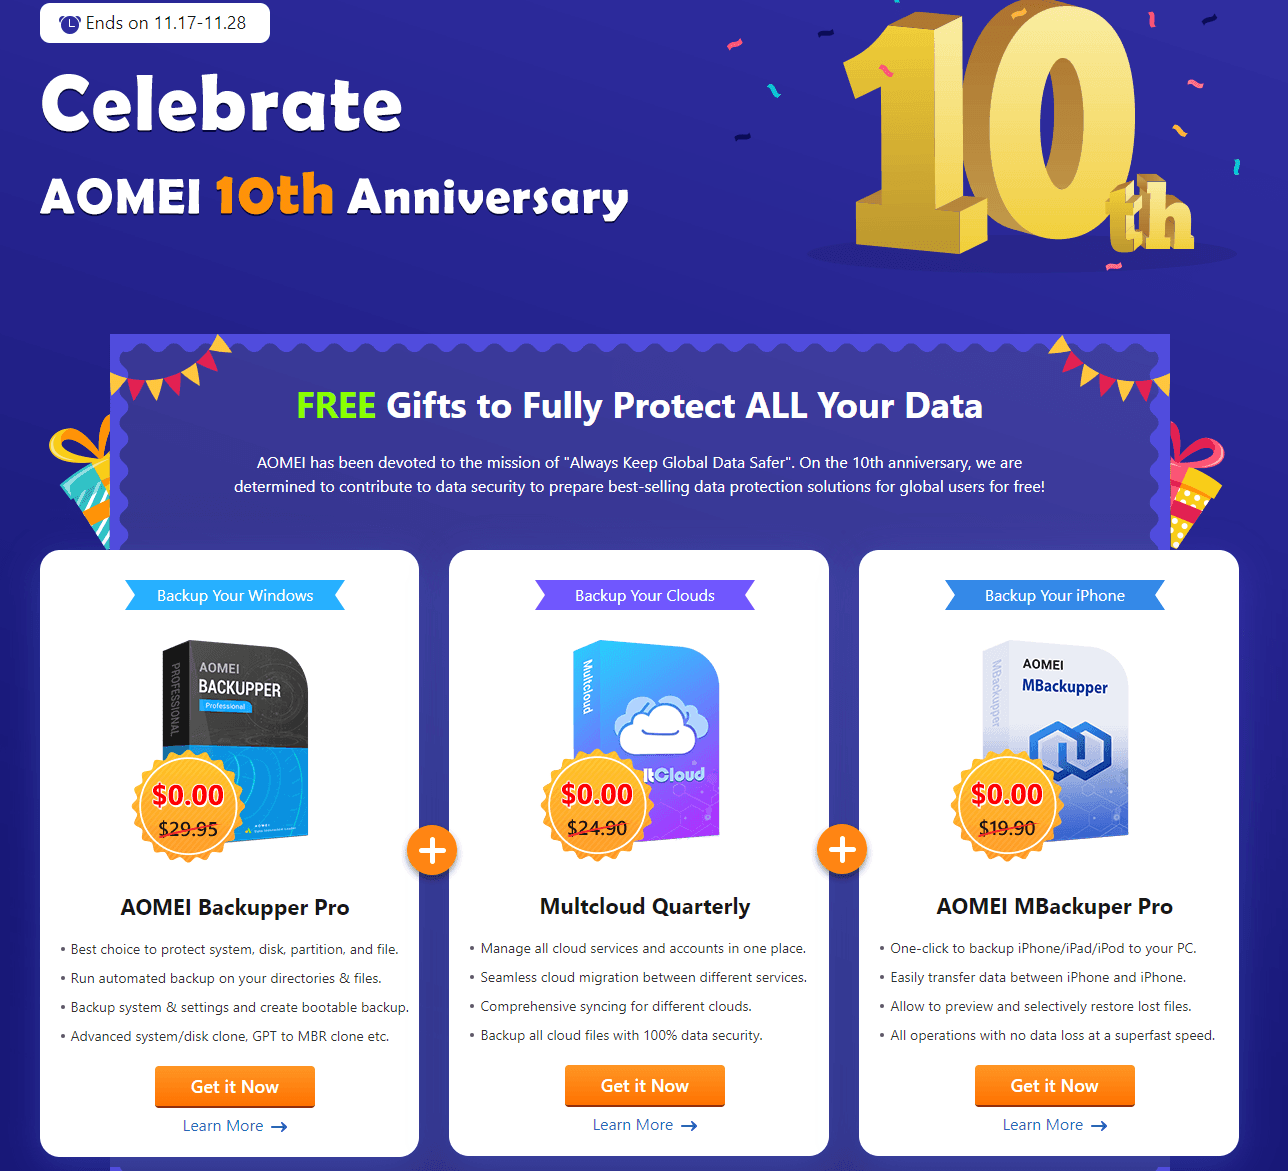 Ends on 11.17-11.28
Celebrate
AOMEI 10th Anniversary
10th
FREE Gifts to Fully Protect ALL Your Data
AOMEI has been devoted to the mission of "Always Keep Global Data Safer". On the 10th anniversary, we are
determined to contribute to data security to prepare best-selling data protection solutions for global users for free!
Backup Your Windows
PROFESSIONAL
AOMEI
BACKUPPER
Professional
$0.00
$29.95
AOMEI Backupper Pro
• Best choice to protect system, disk, partition, and file.
• Run automated backup on your directories & files.
• Backup system & settings and create bootable backup.
• Advanced system/disk clone, GPT to MBR clone etc.
Get it Now
Learn More →
Backup Your Clouds
Multcloud
ltCloud
$0.00
$24.90
Multcloud Quarterly
• Manage all cloud services and accounts in one place.
• Seamless cloud migration between different services.
• Comprehensive syncing for different clouds.
• Backup all cloud files with 100% data security.
Get it Now
Learn More →
Backup Your iPhone
MBackupper
AOMEI
MBackupper
$0.00
$19.90
AOMEI MBackuper Pro
• One-click to backup iPhone/iPad/iPod to your PC.
• Easily transfer data between iPhone and iPhone.
• Allow to preview and selectively restore lost files.
• All operations with no data loss at a superfast speed.
Get it Now
Learn More →